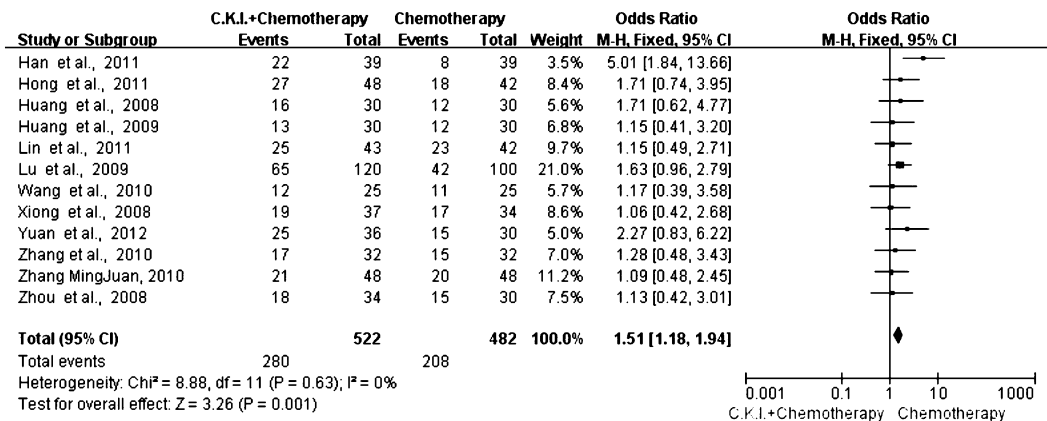 C.K.I.+Chemotherapy Chemotherapy Odds Ratio Odds Ratio
Study or Subgroup Events Total Events Total Weight M-H, Fixed, 95% CI M-H, Fixed, 95% CI
Han et al., 2011 22 39 8 39 3.5% 5.01 [1.84, 13.66]
Hong et al., 2011 27 48 18 42 8.4% 1.71 [0.74, 3.95]
Huang et al., 2008 16 30 12 30 5.6% 1.71 [0.62, 4.77]
Huang et al., 2009 13 30 12 30 6.8% 1.15 [0.41, 3.20]
Lin et al., 2011 25 43 23 42 9.7% 1.15 [0.49, 2.71]
Lu et al., 2009 65 120 42 100 21.0% 1.63 [0.96, 2.79]
Wang et al., 2010 12 25 11 25 5.7% 1.17 [0.39, 3.58]
Xiong et al., 2008 19 37 17 34 8.6% 1.06 [0.42, 2.68]
Yuan et al., 2012 25 36 15 30 5.0% 2.27 [0.83, 6.22]
Zhang et al., 2010 17 32 15 32 7.0% 1.28 [0.48, 3.43]
Zhang MingJuan, 2010 21 48 20 48 11.2% 1.09 [0.48, 2.45]
Zhou et al., 2008 18 34 15 30 7.5% 1.13 [0.42, 3.01]
Total (95% CI) 522 482 100.0% 1.51 [1.18, 1.94]
Total events 280 208
Heterogeneity: Chi² = 8.88, df = 11 (P = 0.63); I² = 0%
Test for overall effect: Z = 3.26 (P = 0.001)
0.001 0.1 1 10 1000
C.K.I.+Chemotherapy Chemotherapy